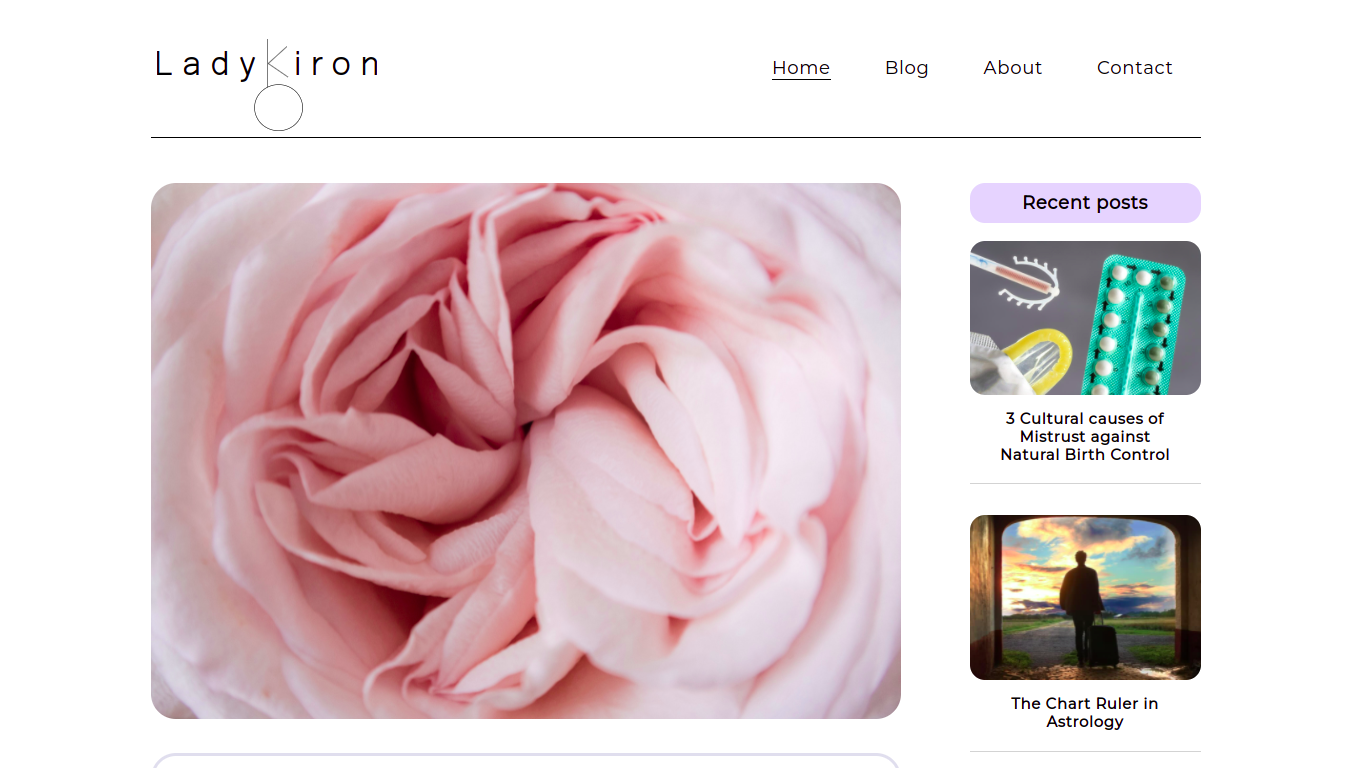 LadyKiron
Home
Blog
About
Contact
Recent posts
3 Cultural causes of
Mistrust against
Natural Birth Control
The Chart Ruler in
Astrology